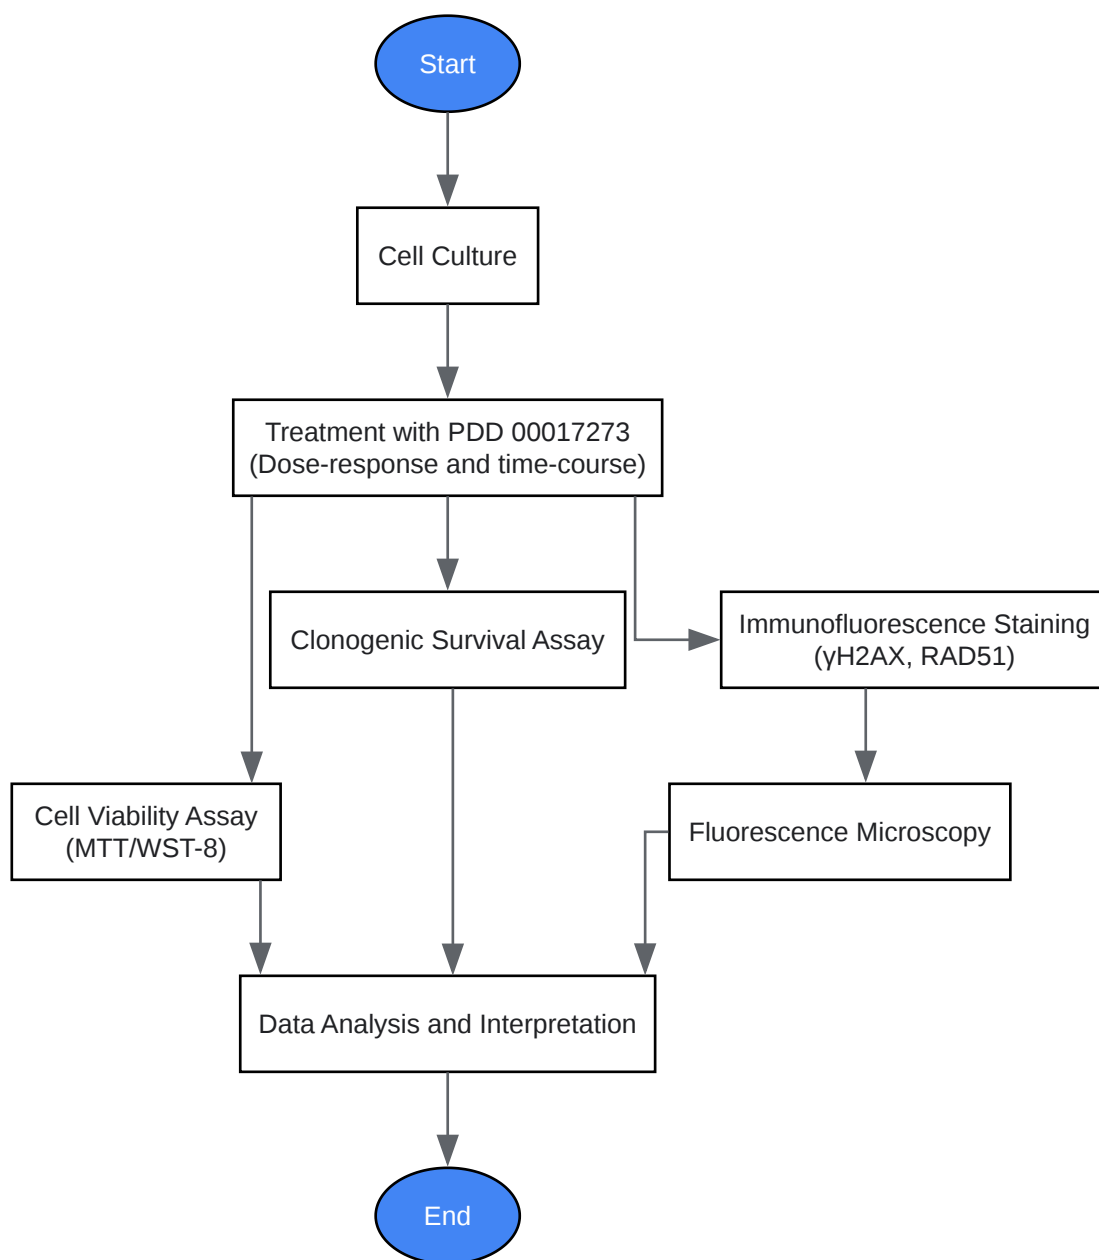 Start
Cell Culture
Treatment with PDD 00017273
(Dose-response and time-course)
Clonogenic Survival Assay
Immunofluorescence Staining
(γH2AX, RAD51)
Cell Viability Assay
(MTT/WST-8)
Fluorescence Microscopy
Data Analysis and Interpretation
End